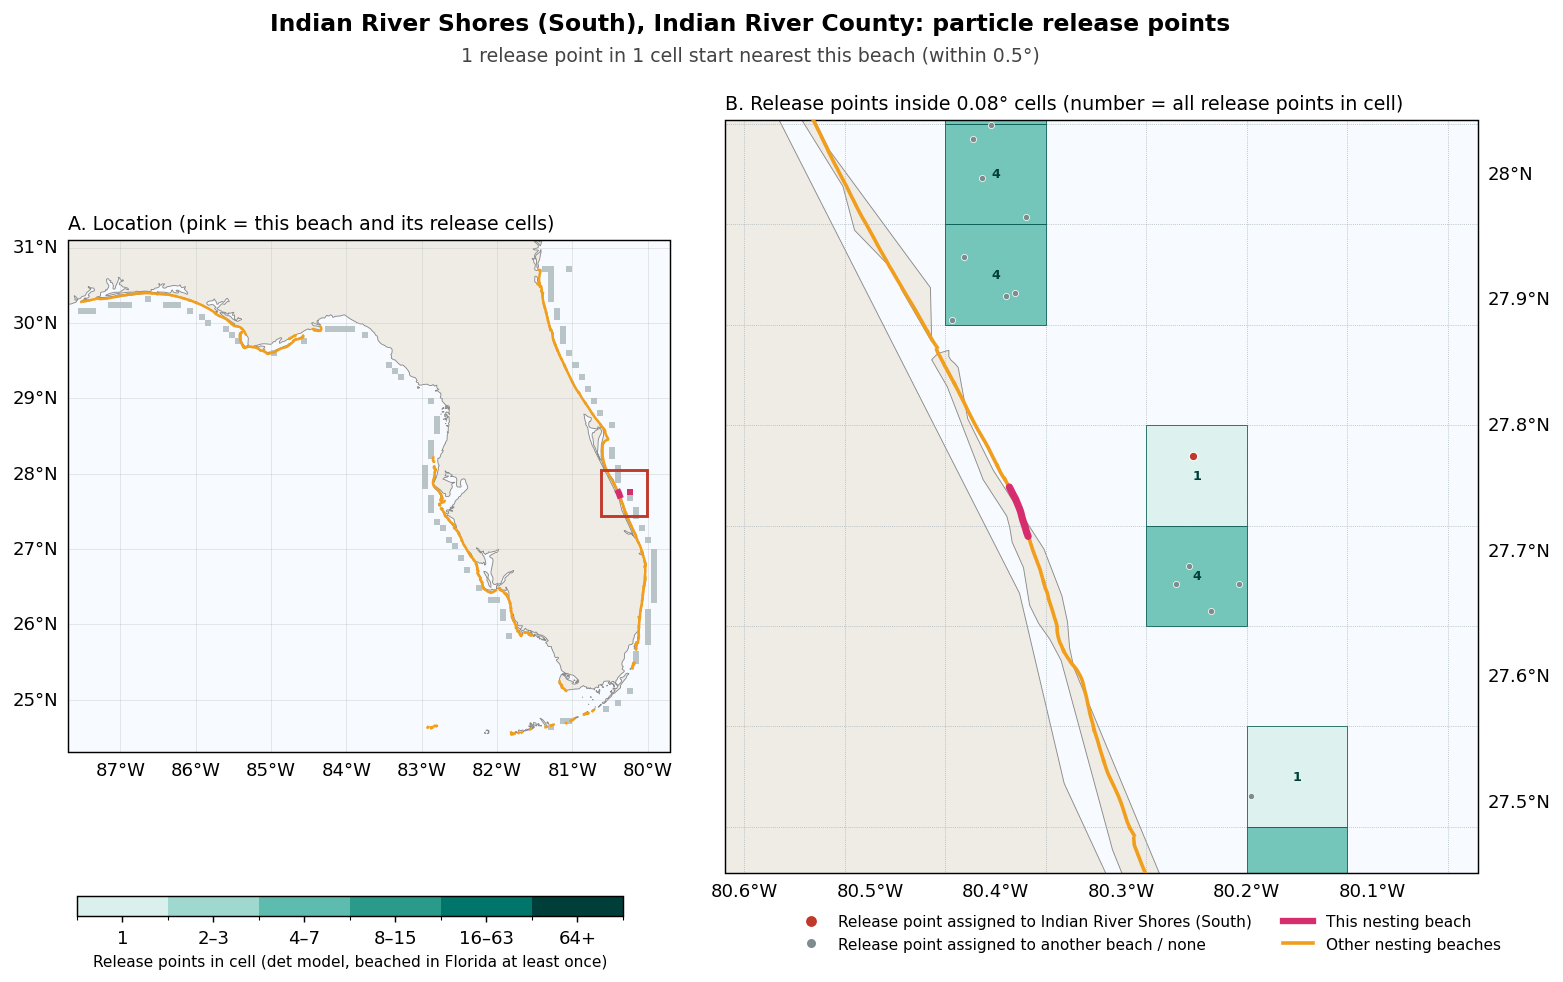 Indian River Shores (South), Indian River County: particle release points
1 release point in 1 cell start nearest this beach (within 0.5°)
A. Location (pink = this beach and its release cells)
31°N
30°N
29°N
28°N
27°N
26°N
25°N
87°W 86°W 85°W 84°W 83°W 82°W 81°W 80°W
B. Release points inside 0.08° cells (number = all release points in cell)
4
4
1
4
1
28°N
27.9°N
27.8°N
27.7°N
27.6°N
27.5°N
80.6°W 80.5°W 80.4°W 80.3°W 80.2°W 80.1°W
1 2–3 4–7 8–15 16–63 64+
Release points in cell (det model, beached in Florida at least once)
Release point assigned to Indian River Shores (South)
Release point assigned to another beach / none
This nesting beach
Other nesting beaches